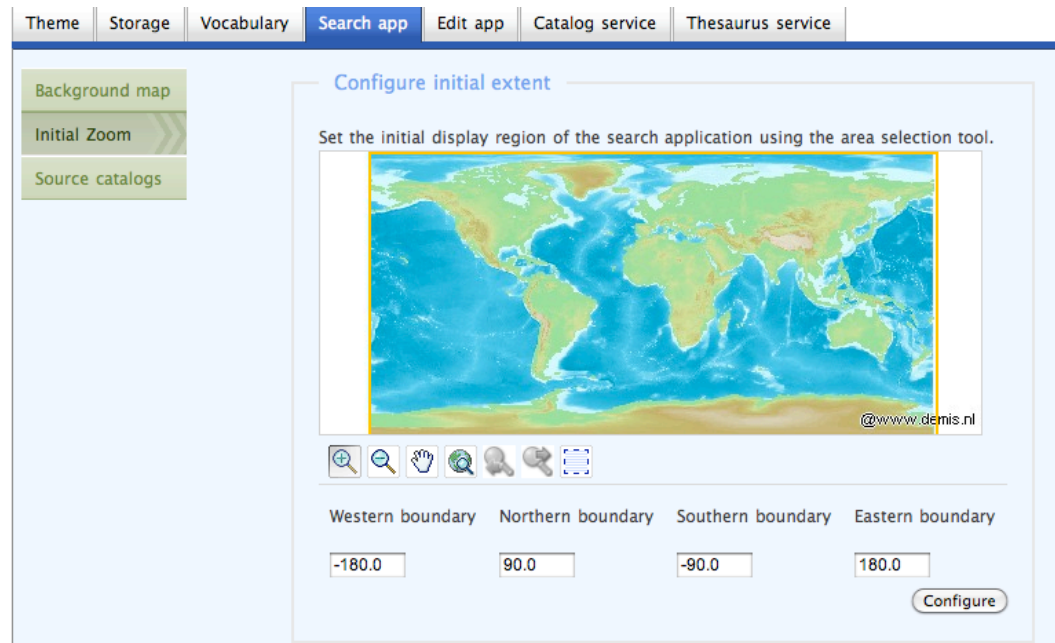 Theme Storage Vocabulary Search app Edit app Catalog service Thesaurus service
Background map
Initial Zoom
Source catalogs
Configure initial extent
Set the initial display region of the search application using the area selection tool.
@www.demis.nl
Western boundary Northern boundary Southern boundary Eastern boundary
-180.0 90.0 -90.0 180.0
Configure